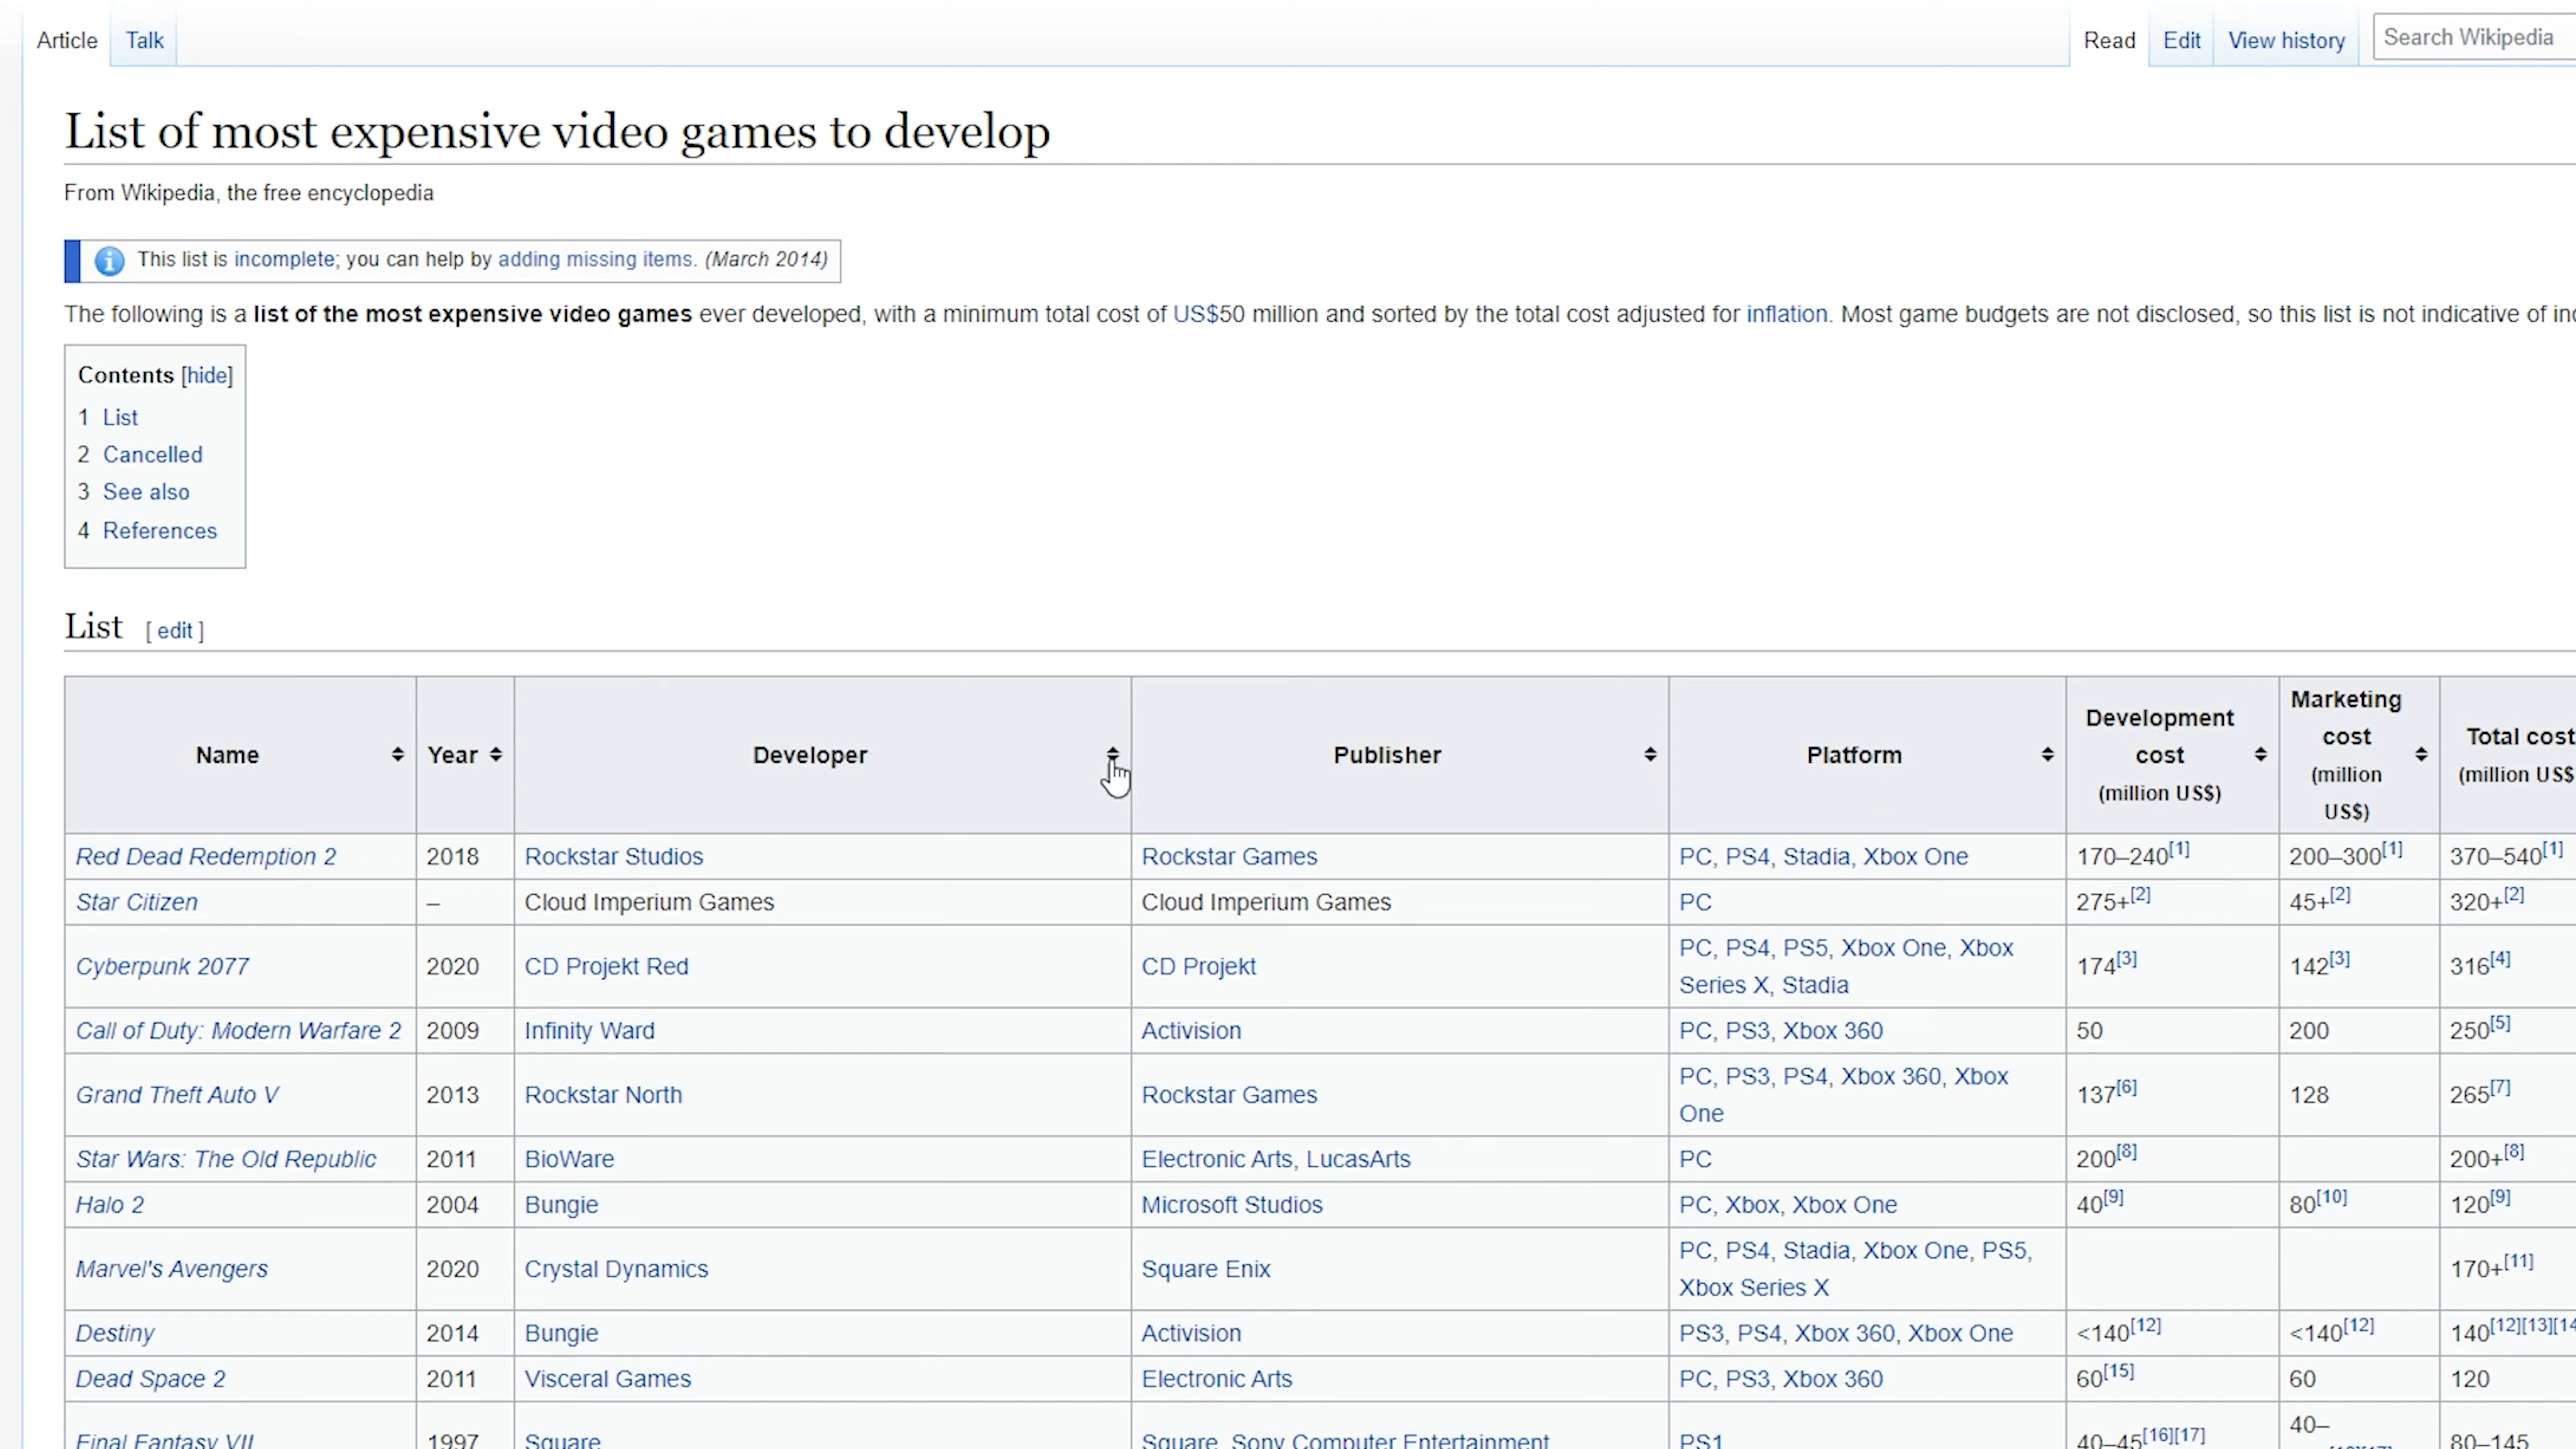 Article Talk Read Edit View history Search Wikipedia
List of most expensive video games to develop
From Wikipedia, the free encyclopedia
This list is incomplete; you can help by adding missing items. (March 2014)
The following is a list of the most expensive video games ever developed, with a minimum total cost of US$50 million and sorted by the total cost adjusted for inflation. Most game budgets are not disclosed, so this list is not indicative of
Contents [hide]
1 List
2 Cancelled
3 See also
4 References
List [ edit ]
Name Year Developer Publisher Platform Development cost (million US$) Marketing cost (million US$) Total cost (million US$
Red Dead Redemption 2 2018 Rockstar Studios Rockstar Games PC, PS4, Stadia, Xbox One 170–240[1] 200–300[1] 370–540[1]
Star Citizen – Cloud Imperium Games Cloud Imperium Games PC 275+[2] 45+[2] 320+[2]
Cyberpunk 2077 2020 CD Projekt Red CD Projekt PC, PS4, PS5, Xbox One, Xbox Series X, Stadia 174[3] 142[3] 316[4]
Call of Duty: Modern Warfare 2 2009 Infinity Ward Activision PC, PS3, Xbox 360 50 200 250[5]
Grand Theft Auto V 2013 Rockstar North Rockstar Games PC, PS3, PS4, Xbox 360, Xbox One 137[6] 128 265[7]
Star Wars: The Old Republic 2011 BioWare Electronic Arts, LucasArts PC 200[8] 200+[8]
Halo 2 2004 Bungie Microsoft Studios PC, Xbox, Xbox One 40[9] 80[10] 120[9]
Marvel's Avengers 2020 Crystal Dynamics Square Enix PC, PS4, Stadia, Xbox One, PS5, Xbox Series X 170+[11]
Destiny 2014 Bungie Activision PS3, PS4, Xbox 360, Xbox One <140[12] <140[12] 140[12][13][14
Dead Space 2 2011 Visceral Games Electronic Arts PC, PS3, Xbox 360 60[15] 60 120
Final Fantasy VII 1997 Square Square, Sony Computer Entertainment PS1 40–45[16][17] 40– 80–145